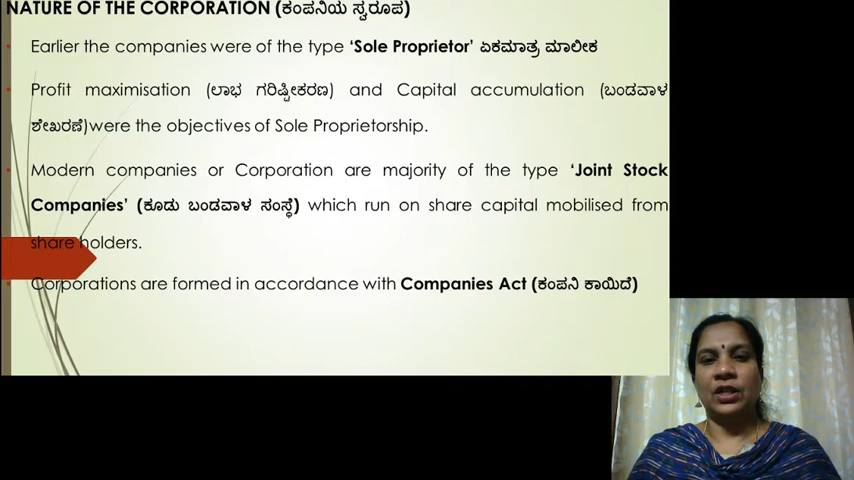 NATURE OF THE CORPORATION (ಕಂಪನಿಯ ಸ್ವರೂಪ)
Earlier the companies were of the type ‘Sole Proprietor’ ಏಕಮಾತ್ರ ಮಾಲೀಕ
Profit maximisation (ಲಾಭ ಗರಿಷ್ಟೀಕರಣ) and Capital accumulation (ಬಂಡವಾಳ
ಶೇಖರಣೆ)were the objectives of Sole Proprietorship.
Modern companies or Corporation are majority of the type ‘Joint Stock
Companies’ (ಕೂಡು ಬಂಡವಾಳ ಸಂಸ್ಥೆ) which run on share capital mobilised from
share holders.
Corporations are formed in accordance with Companies Act (ಕಂಪನಿ ಕಾಯಿದೆ)